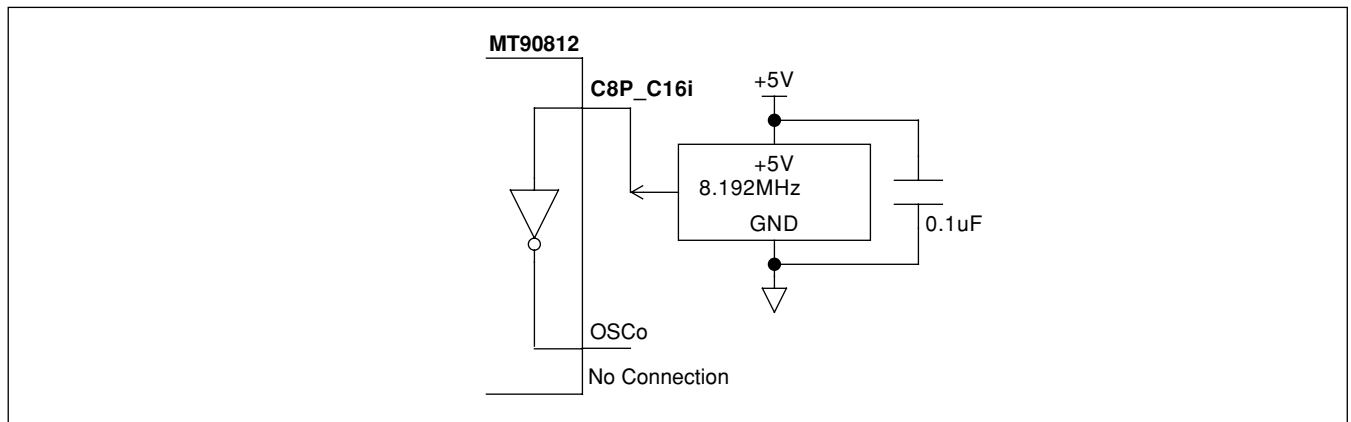 MT90812
C8P_C16i
+5V
+5V
8.192MHz
GND
0.1uF
OSCo
No Connection